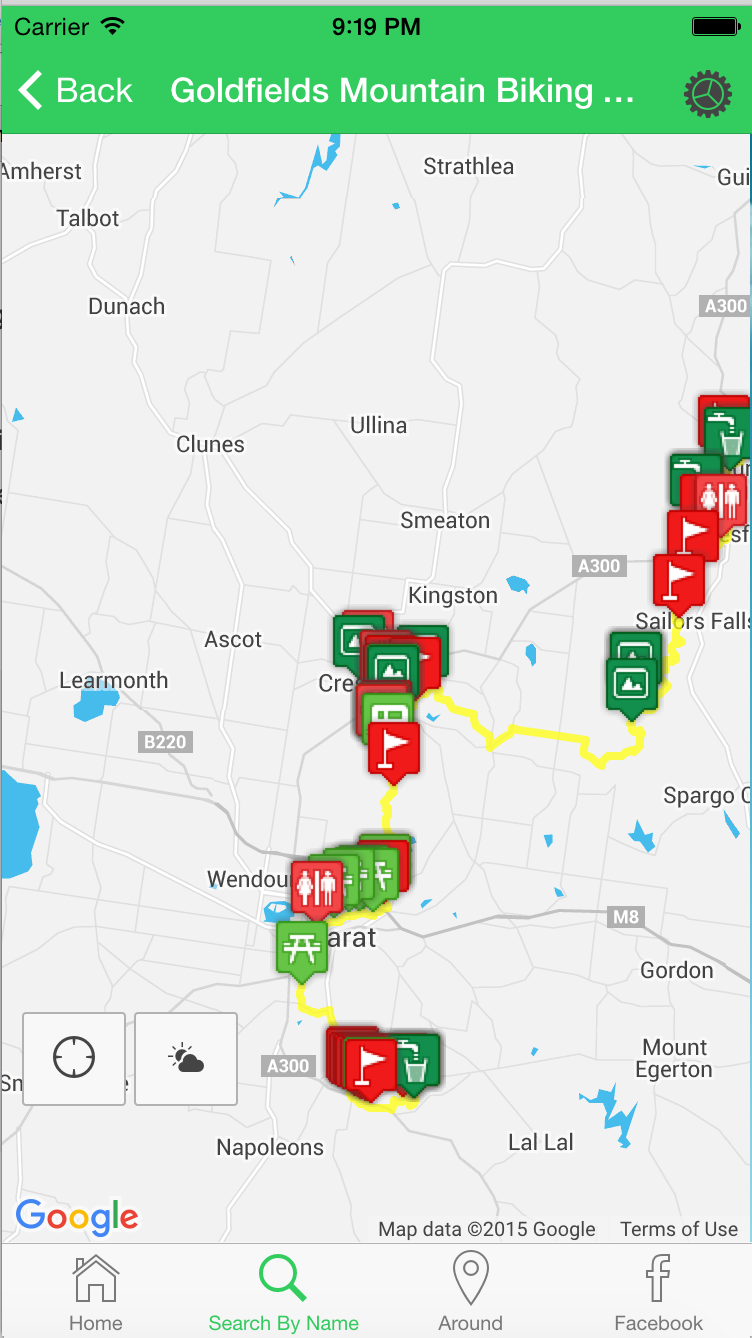 Carrier 9:19 PM
Back Goldfields Mountain Biking ...
Strathlea
Amherst
Gui
Talbot
Dunach
A300
Ullina
Clunes
Smeaton
A300
Kingston
Sailors Falls
Ascot
Learmonth
Cre
B220
Spargo C
Wendour
M8
arat
Gordon
Mount
Egerton
A300
Napoleons
Lal Lal
Google
Map data ©2015 Google Terms of Use
Home Search By Name Around Facebook